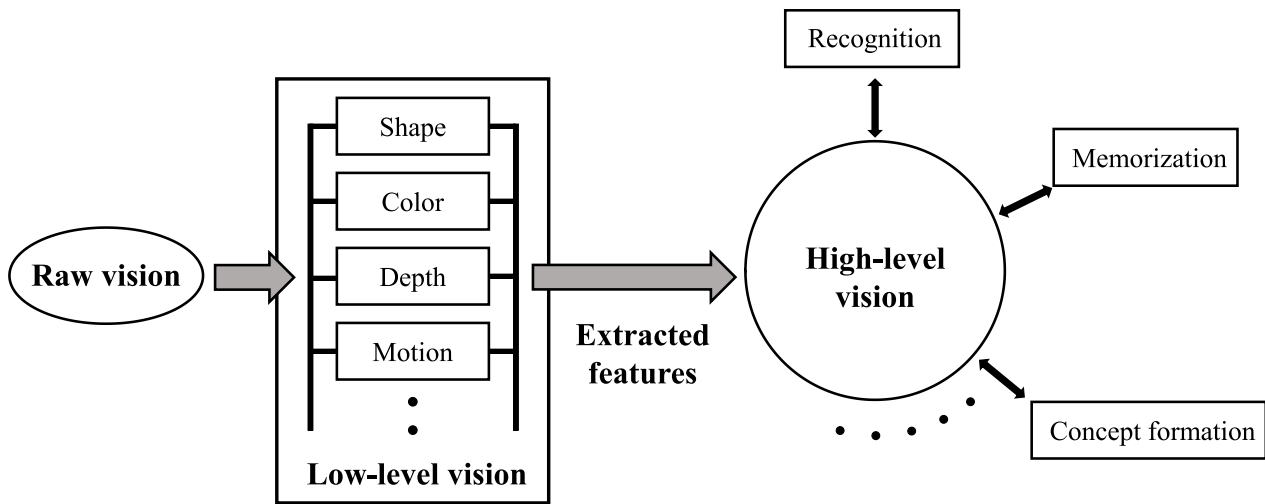 Raw vision
Shape
Color
Depth
Motion
Low-level vision
Extracted
features
High-level
vision
Recognition
Memorization
Concept formation